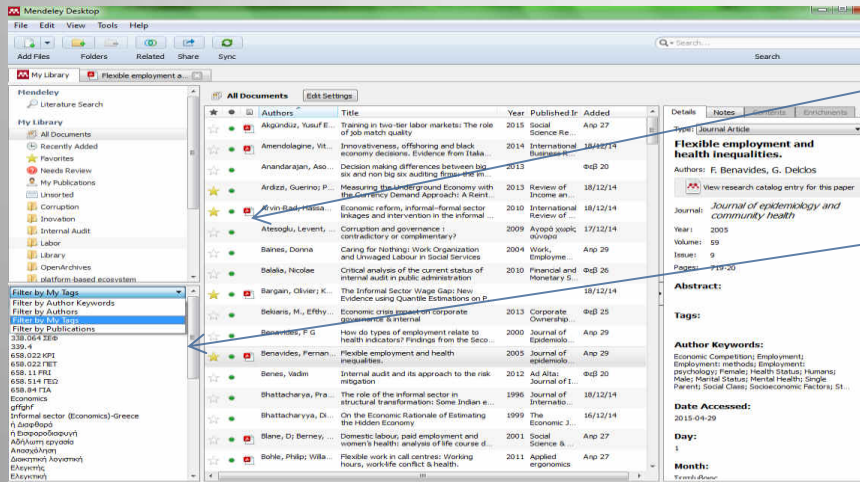 Mendeley Desktop
File Edit View Tools Help
Add Files Folders Related Share Sync
Search...
Search
My Library Flexible employment a...
Mendeley
Literature Search
My Library
All Documents
Recently Added
Favorites
Needs Review
My Publications
Unsorted
Corruption
Inovation
Internal Audit
Labor
Library
OpenArchives
platform-based ecosystem
Filter by My Tags
Filter by Author Keywords
Filter by Authors
Filter by My Tags
Filter by Publications
338.064 ΣΕΦ
339.4
658.022 ΚΡΙ
658.022 ΠΕΤ
658.11 FRI
658.514 ΓΕΩ
658.84 ΓΙΑ
Economics
gffghf
Informal sector (Economics)-Greece
ή Διαφθορά
ή Εισφοροδιαφυγή
Αδήλωτη εργασία
Απασχόληση
Διοικητική λογιστική
Ελεγκτής
Ελεγκτική
All Documents Edit Settings
Authors Title Year Published In Added
Akgündüz, Yusuf E... Training in two-tier labor markets: The role of job match quality 2015 Social Science Re... Απρ 27
Amendolagine, Vit... Innovativeness, offshoring and black economy decisions. Evidence from Italia... 2014 International Business R... 18/12/14
Anandarajan, Aso... Decision making differences between big six and non big six auditing firms: the im... 2013 Φεβ 20
Ardizzi, Guerino; P... Measuring the Underground Economy with the Currency Demand Approach: A Reint... 2013 Review of Income an... 18/12/14
Arvin-Rad, Hassa... Economic reform, informal–formal sector linkages and intervention in the informal ... 2010 International Review of ... 18/12/14
Atesoglu, Levent, ... Corruption and governance : contradictory or complimentary? 2009 Αγορά χωρίς σύνορα 17/12/14
Baines, Donna Caring for Nothing: Work Organization and Unwaged Labour in Social Services 2004 Work, Employme... Απρ 29
Balalia, Nicolae Critical analysis of the current status of internal audit in public administration 2010 Financial and Monetary S... Φεβ 26
Bargain, Olivier; K... The Informal Sector Wage Gap: New Evidence using Quantile Estimations on P... 18/12/14
Bekiaris, M., Efthy... Economic crisis impact on corporate governance & internal 2013 Corporate Ownership... Φεβ 25
Benavides, F G How do types of employment relate to health indicators? Findings from the Seco... 2000 Journal of Epidemiolo... Απρ 29
Benavides, Fernan... Flexible employment and health inequalities. 2005 Journal of epidemiolo... Απρ 29
Benes, Vadim Internal audit and its approach to the risk mitigation 2012 Ad Alta: Journal of I... Φεβ 20
Bhattacharya, Pra... The role of the informal sector in structural transformation: Some Indian e... 1996 Journal of Internatio... 18/12/14
Bhattacharyya, Di... On the Economic Rationale of Estimating the Hidden Economy 1999 The Economic J... 16/12/14
Blane, D; Berney, ... Domestic labour, paid employment and women's health: analysis of life course d... 2001 Social Science & ... Απρ 27
Bohle, Philip; Willa... Flexible work in call centres: Working hours, work-life conflict & health. 2011 Applied ergonomics Απρ 27
Details Notes Contents Enrichments
Type: Journal Article
Flexible employment and
health inequalities.
Authors: F. Benavides, G. Delclos
View research catalog entry for this paper
Journal: Journal of epidemiology and
community health
Year: 2005
Volume: 59
Issue: 9
Pages: 719-20
Abstract:
Tags:
Author Keywords:
Economic Competition; Employment;
Employment: methods; Employment:
psychology; Female; Health Status; Humans;
Male; Marital Status; Mental Health; Single
Parent; Social Class; Socioeconomic Factors; St...
Date Accessed:
2015-04-29
Day:
1
Month: